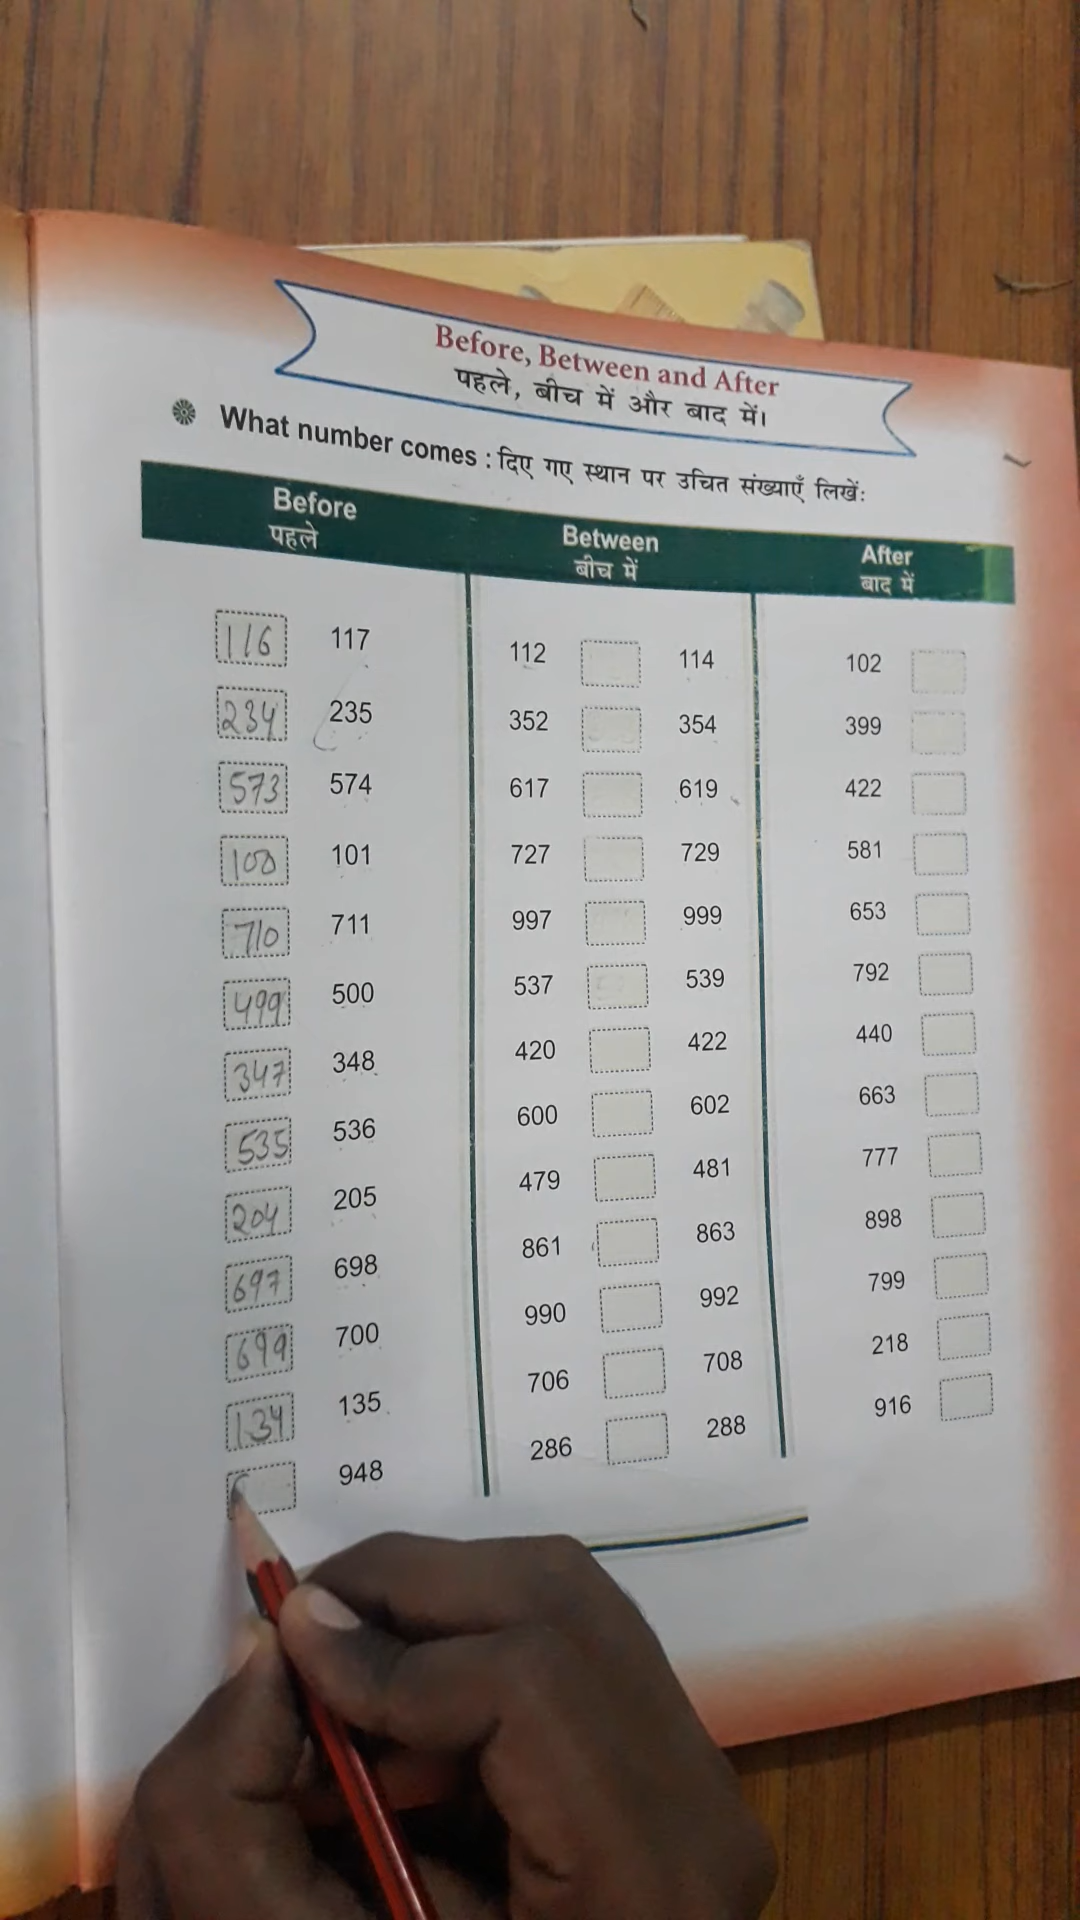 Before, Between and After
पहले, बीच में और बाद में।
What number comes : दिए गए स्थान पर उचित संख्याएँ लिखें:
Before Between After
पहले बीच में बाद में
116 117 112 114 102
234 235 352 354 399
573 574 617 619 422
100 101 727 729 581
710 711 997 999 653
499 500 537 539 792
347 348 420 422 440
535 536 600 602 663
204 205 479 481 777
697 698 861 863 898
699 700 990 992 799
134 135 706 708 218
948 286 288 916